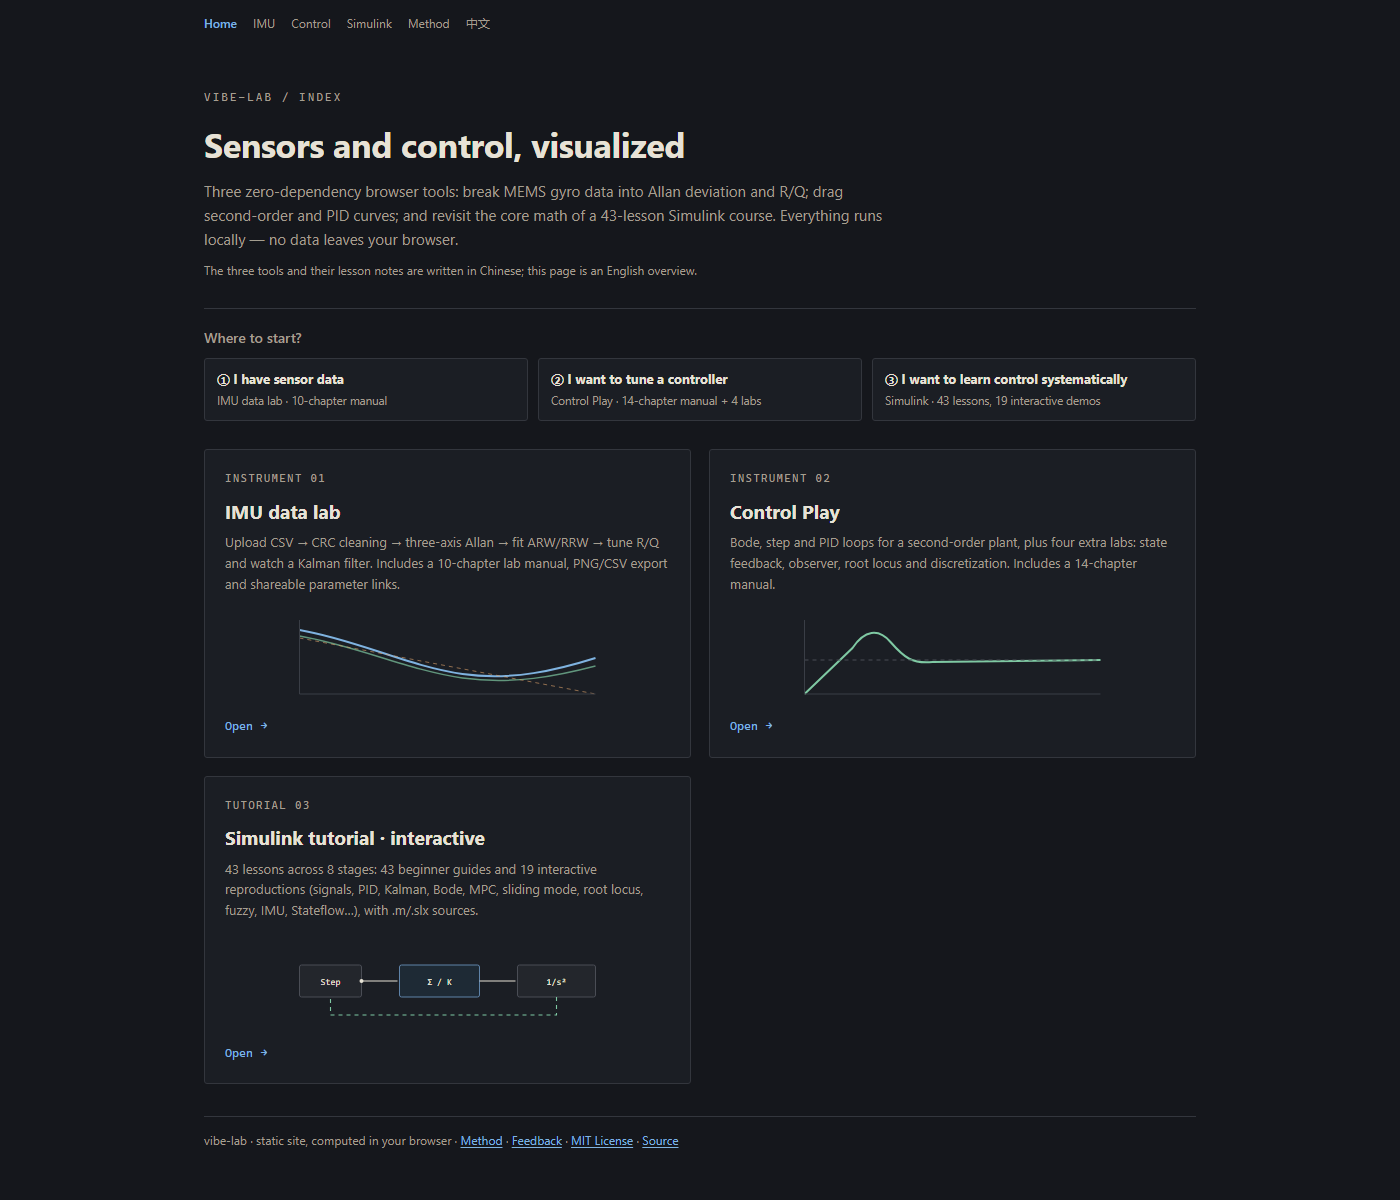 Home IMU Control Simulink Method 中文
VIBE-LAB / INDEX
Sensors and control, visualized
Three zero-dependency browser tools: break MEMS gyro data into Allan deviation and R/Q; drag
second-order and PID curves; and revisit the core math of a 43-lesson Simulink course. Everything runs
locally — no data leaves your browser.
The three tools and their lesson notes are written in Chinese; this page is an English overview.
Where to start?
① I have sensor data
IMU data lab · 10-chapter manual
② I want to tune a controller
Control Play · 14-chapter manual + 4 labs
③ I want to learn control systematically
Simulink · 43 lessons, 19 interactive demos
INSTRUMENT 01
IMU data lab
Upload CSV → CRC cleaning → three-axis Allan → fit ARW/RRW → tune R/Q
and watch a Kalman filter. Includes a 10-chapter lab manual, PNG/CSV export
and shareable parameter links.
Open →
INSTRUMENT 02
Control Play
Bode, step and PID loops for a second-order plant, plus four extra labs: state
feedback, observer, root locus and discretization. Includes a 14-chapter
manual.
Open →
TUTORIAL 03
Simulink tutorial · interactive
43 lessons across 8 stages: 43 beginner guides and 19 interactive
reproductions (signals, PID, Kalman, Bode, MPC, sliding mode, root locus,
fuzzy, IMU, Stateflow…), with .m/.slx sources.
Step Σ / K 1/s²
Open →
vibe-lab · static site, computed in your browser · Method · Feedback · MIT License · Source